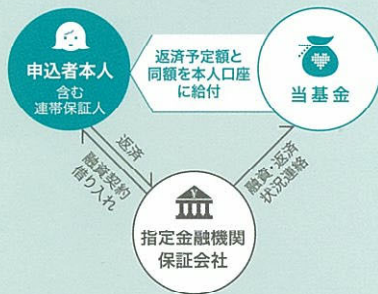 申込者本人
含む
連帯保証人
返済予定額と
同額を本人口座
に給付
当基金
返済
融資契約
借り入れ
融資・返済
状況連絡
¥
指定金融機関
保証会社